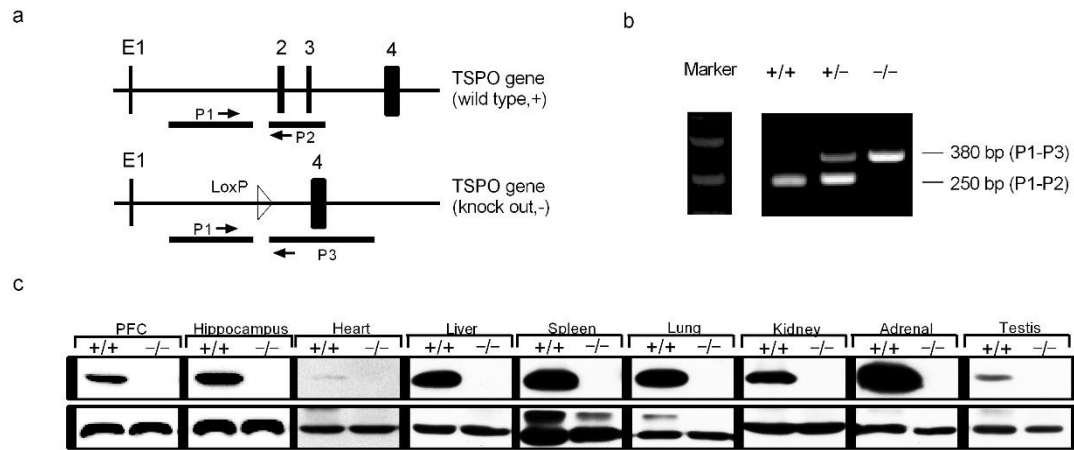 a
E1 2 3 4
TSPO gene
(wild type,+)
P1
P2
E1 4
LoxP
TSPO gene
(knock out,-)
P1
P3
b
Marker +/+ +/− −/−
380 bp (P1-P3)
250 bp (P1-P2)
c
PFC Hippocampus Heart Liver Spleen Lung Kidney Adrenal Testis
+/+ −/− +/+ −/− +/+ −/− +/+ −/− +/+ −/− +/+ −/− +/+ −/− +/+ −/− +/+ −/−